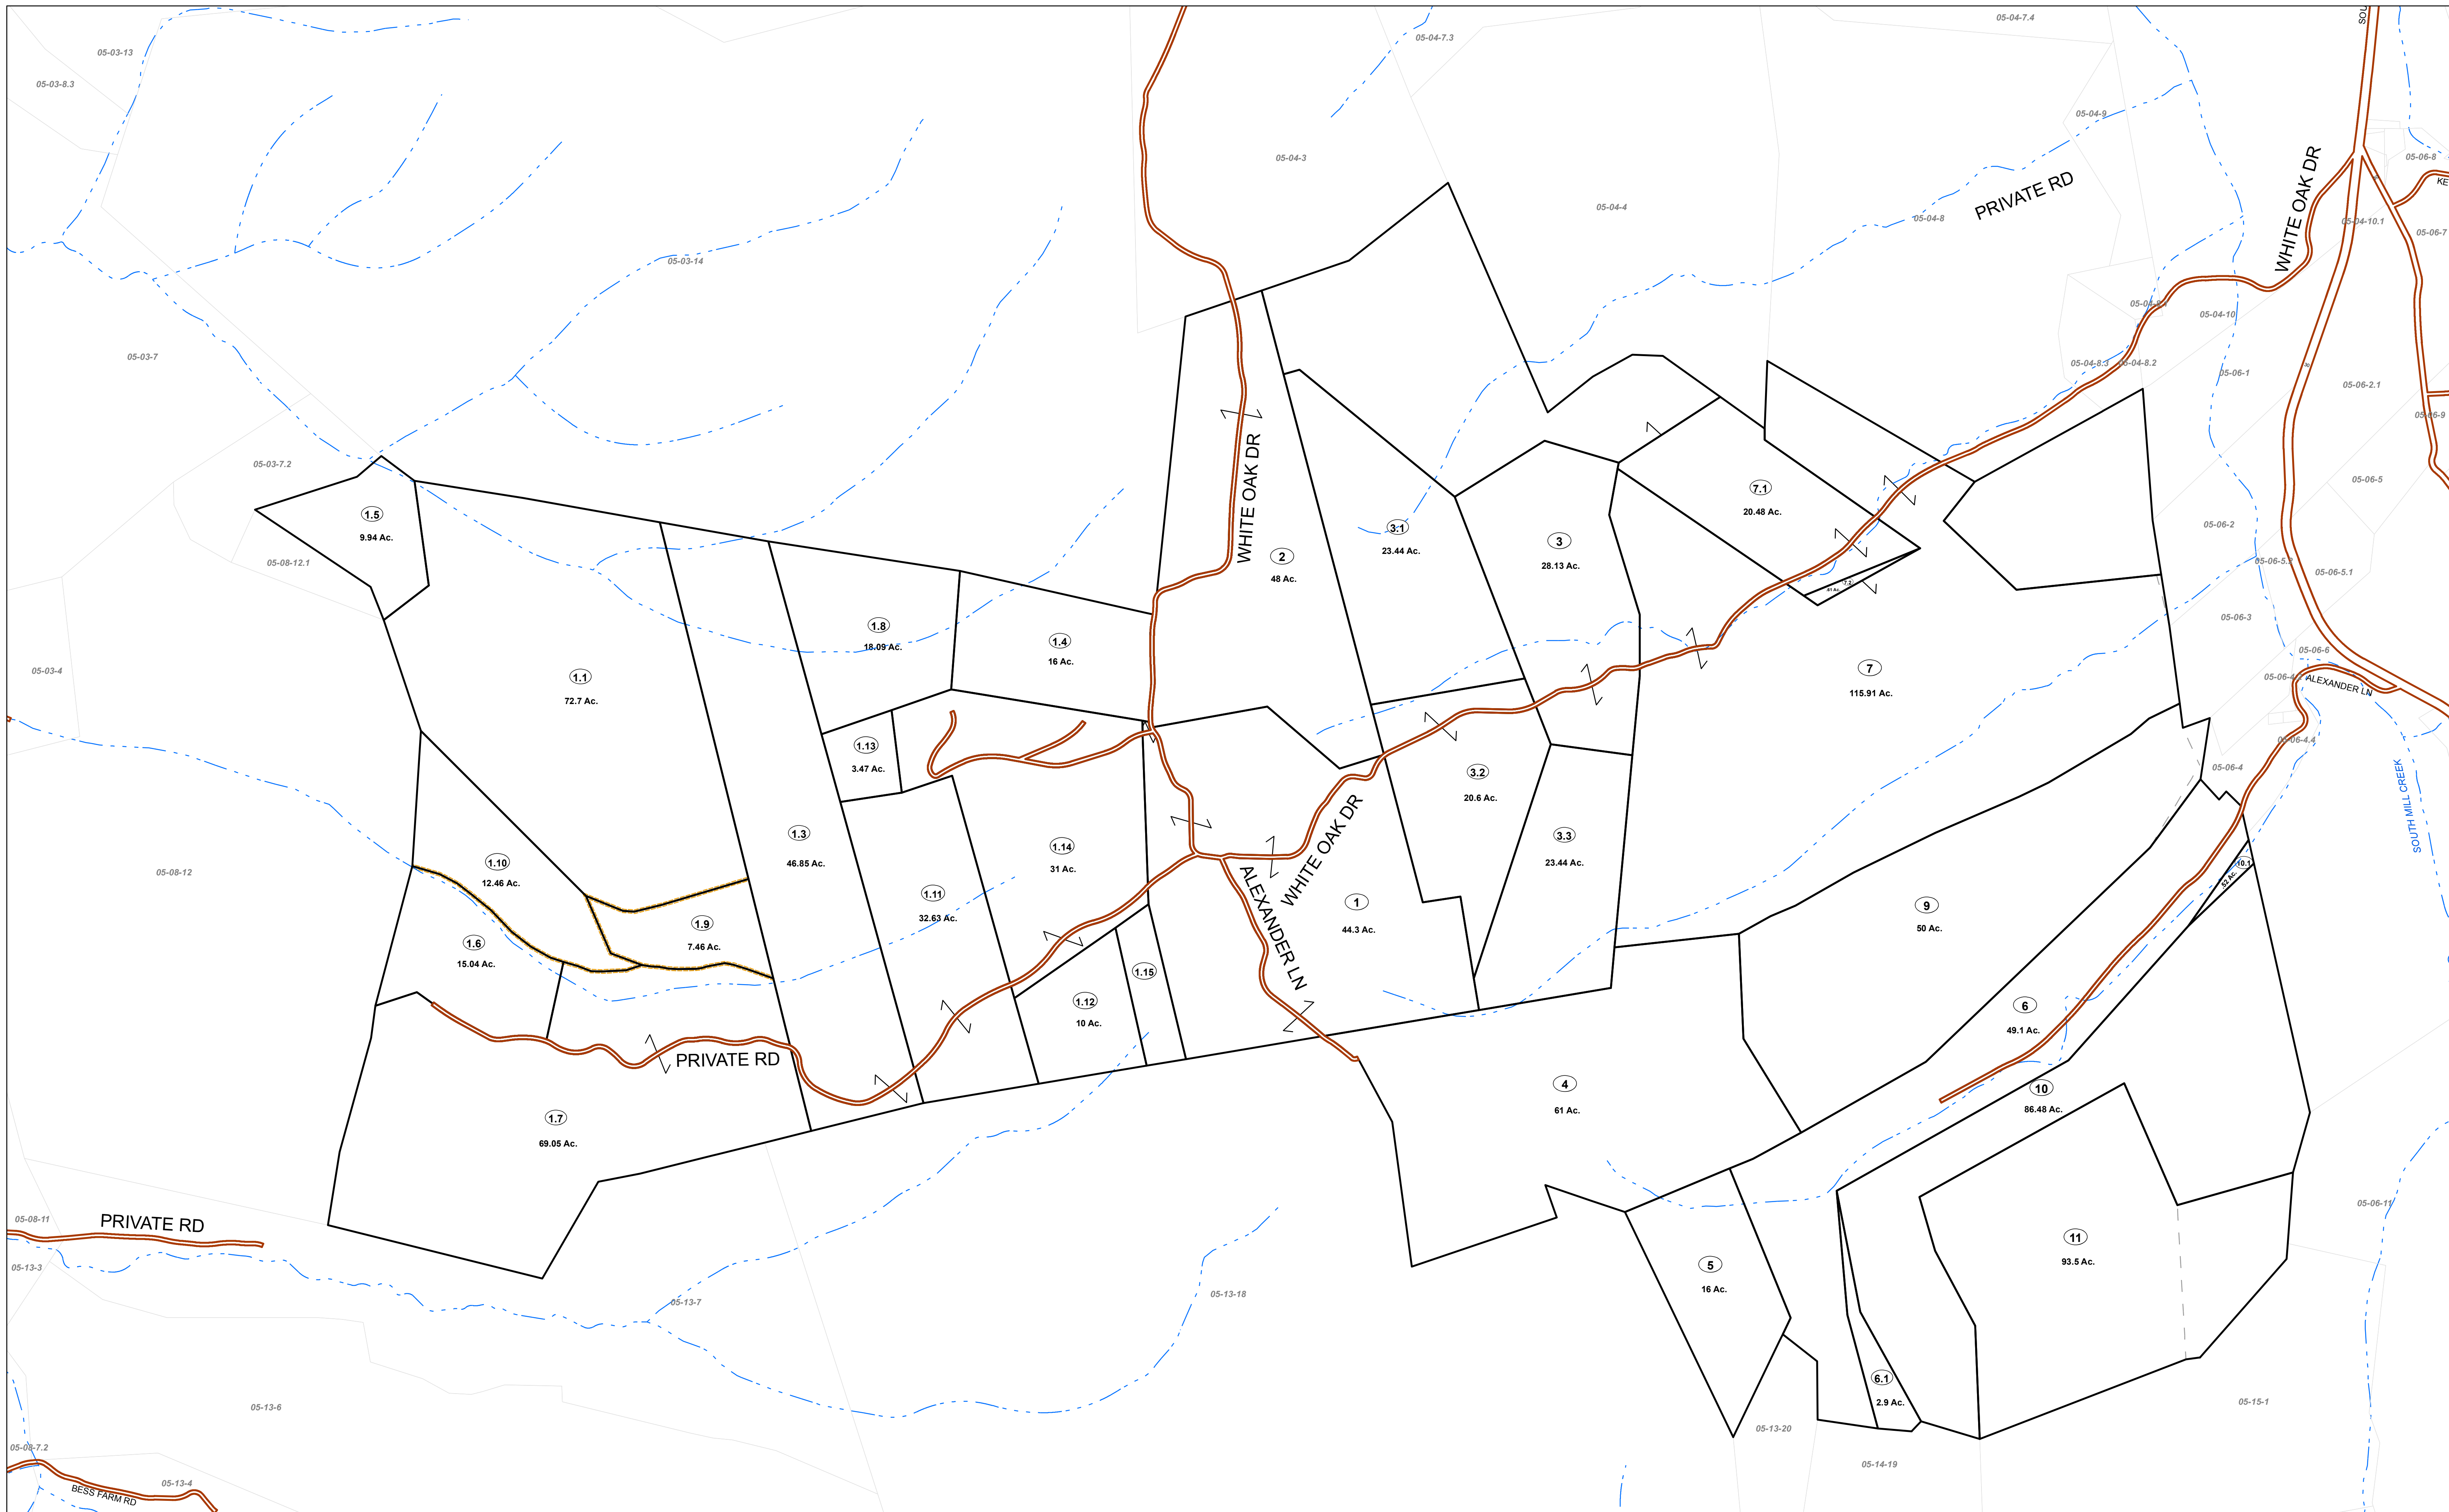 05-04-7.4
05-03-13
05-04-7.3
05-03-8.3
05-04-9
05-04-3
05-06-8
KE
PRIVATE RD
WHITE OAK DR
05-04-4
05-04-8
05-04-10.1
05-06-7
05-03-14
05-04-10
05-03-7
05-04-8.3
05-04-8.2
05-06-1
05-06-2.1
05-06-9
05-03-7.2
WHITE OAK DR
05-06-5
7.1
20.48 Ac.
1.5
9.94 Ac.
3.1
23.44 Ac.
3
28.13 Ac.
2
48 Ac.
05-06-2
05-08-12.1
05-06-5.1
1.8
18.09 Ac.
1.4
16 Ac.
05-06-3
05-06-6
05-03-4
1.1
72.7 Ac.
7
115.91 Ac.
ALEXANDER LN
05-06-4.4
1.13
3.47 Ac.
3.2
20.6 Ac.
05-06-4
SOUTH MILL CREEK
1.3
46.85 Ac.
3.3
23.44 Ac.
1.14
31 Ac.
WHITE OAK DR
05-08-12
1.10
12.46 Ac.
10.1
.52 Ac.
1.11
32.63 Ac.
ALEXANDER LN
1
44.3 Ac.
9
50 Ac.
1.9
7.46 Ac.
1.6
15.04 Ac.
1.15
1.12
10 Ac.
6
49.1 Ac.
PRIVATE RD
4
61 Ac.
10
86.48 Ac.
1.7
69.05 Ac.
05-08-11
PRIVATE RD
05-06-11
11
93.5 Ac.
05-13-3
5
16 Ac.
05-13-7
05-13-18
6.1
2.9 Ac.
05-13-6
05-15-1
05-13-20
05-08-7.2
05-14-19
05-13-4
BESS FARM RD